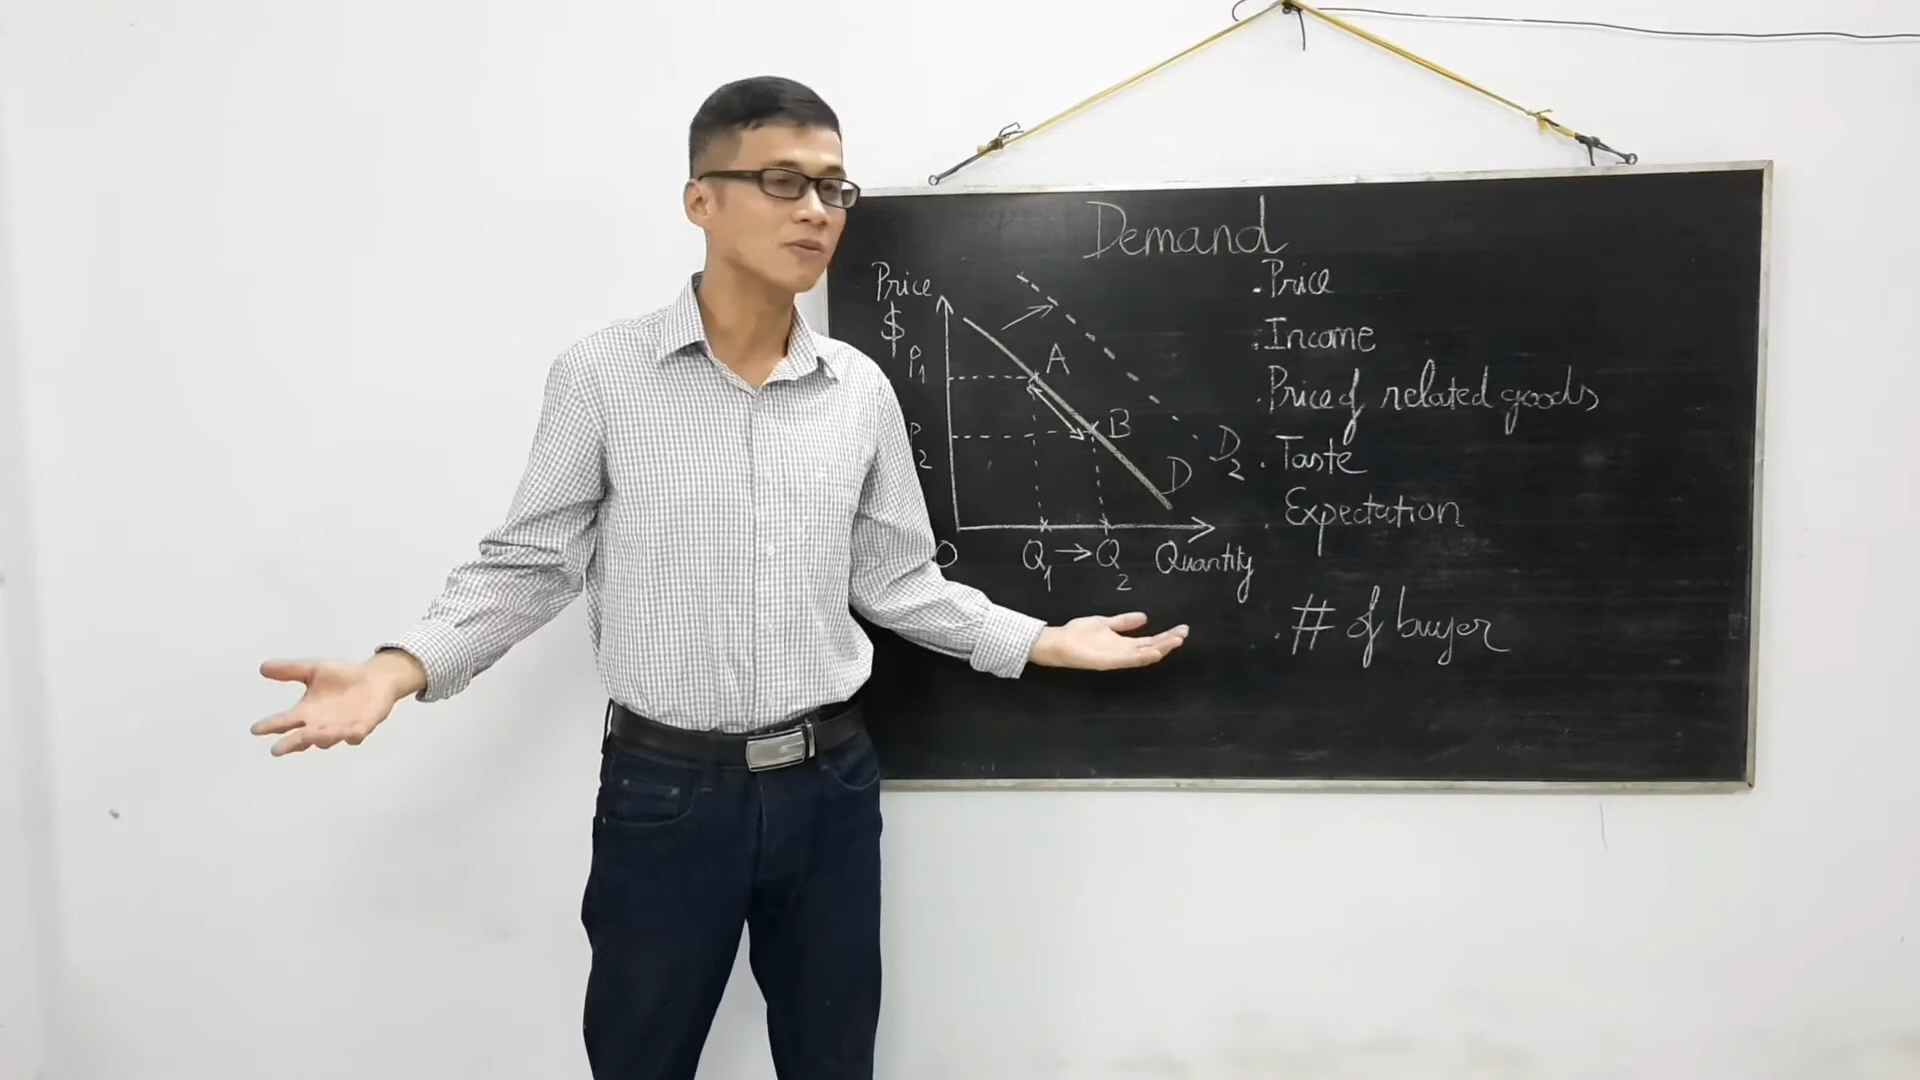 Demand
Price
$
P1
P2
A
B
D
D2
O
Q1 → Q2
Quantity
. Price
. Income
. Price of related goods
. Taste
. Expectation
. # of buyer